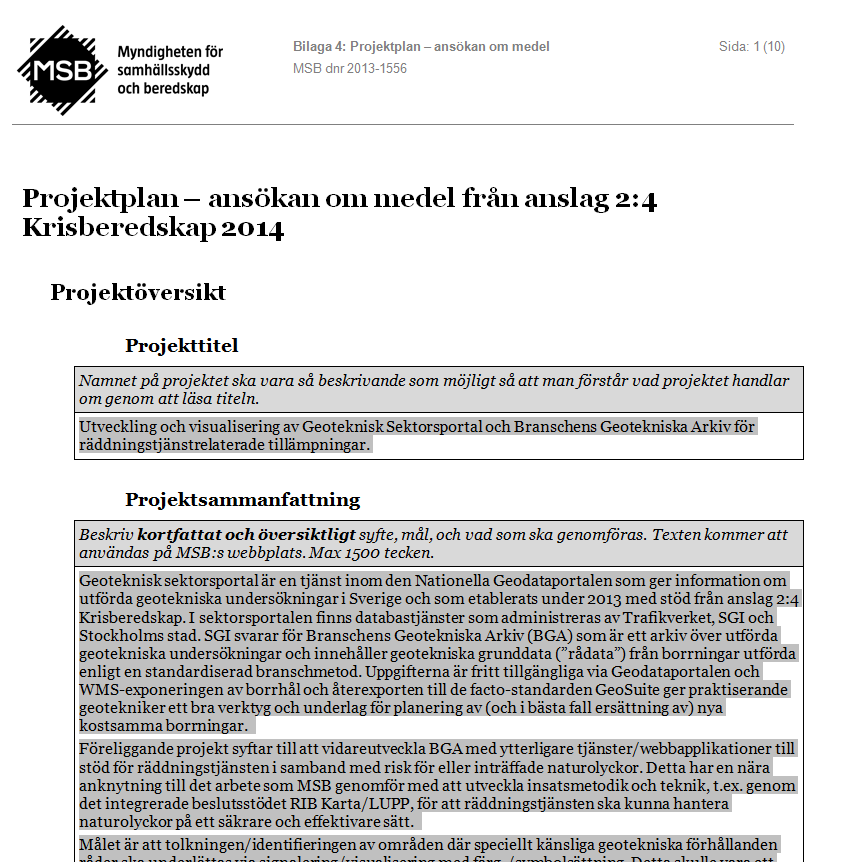 MSB
Myndigheten för
samhällsskydd
och beredskap
Bilaga 4: Projektplan – ansökan om medel
MSB dnr 2013-1556
Sida: 1 (10)
Projektplan – ansökan om medel från anslag 2:4
Krisberedskap 2014
Projektöversikt
Projekttitel
Namnet på projektet ska vara så beskrivande som möjligt så att man förstår vad projektet handlar
om genom att läsa titeln.
Utveckling och visualisering av Geoteknisk Sektorsportal och Branschens Geotekniska Arkiv för
räddningstjänstrelaterade tillämpningar.
Projektsammanfattning
Beskriv kortfattat och översiktligt syfte, mål, och vad som ska genomföras. Texten kommer att
användas på MSB:s webbplats. Max 1500 tecken.
Geoteknisk sektorsportal är en tjänst inom den Nationella Geodataportalen som ger information om
utförda geotekniska undersökningar i Sverige och som etablerats under 2013 med stöd från anslag 2:4
Krisberedskap. I sektorsportalen finns databastjänster som administreras av Trafikverket, SGI och
Stockholms stad. SGI svarar för Branschens Geotekniska Arkiv (BGA) som är ett arkiv över utförda
geotekniska undersökningar och innehåller geotekniska grunddata (”rådata”) från borrningar utförda
enligt en standardiserad branschmetod. Uppgifterna är fritt tillgängliga via Geodataportalen och
WMS-exponeringen av borrhål och återexporten till de facto-standarden GeoSuite ger praktiserande
geotekniker ett bra verktyg och underlag för planering av (och i bästa fall ersättning av) nya
kostsamma borrningar.
Föreliggande projekt syftar till att vidareutveckla BGA med ytterligare tjänster/webbapplikationer till
stöd för räddningstjänsten i samband med risk för eller inträffade naturolyckor. Detta har en nära
anknytning till det arbete som MSB genomför med att utveckla insatsmetodik och teknik, t.ex. genom
det integrerade beslutsstödet RIB Karta/LUPP, för att räddningstjänsten ska kunna hantera
naturolyckor på ett säkrare och effektivare sätt.
Målet är att tolkningen/identifieringen av områden där speciellt känsliga geotekniska förhållanden